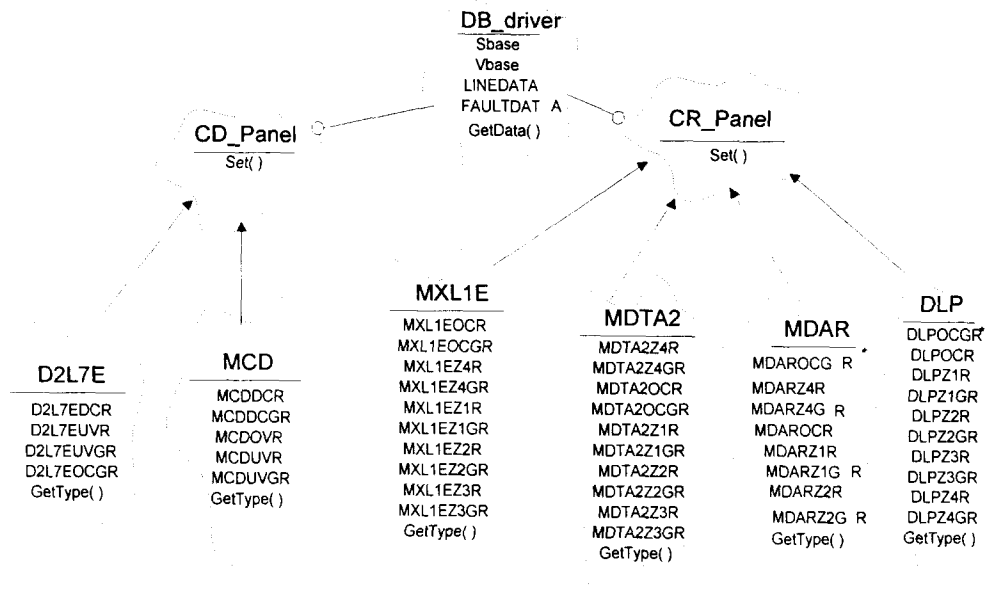 DB_driver
Sbase
Vbase
LINEDATA
FAULTDAT A
GetData( )
CD_Panel
Set( )
CR_Panel
Set( )
D2L7E
D2L7EDCR
D2L7EUVR
D2L7EUVGR
D2L7EOCGR
GetType( )
MCD
MCDDCR
MCDDCGR
MCDOVR
MCDUVR
MCDUVGR
GetType( )
MXL1E
MXL1EOCR
MXL1EOCGR
MXL1EZ4R
MXL1EZ4GR
MXL1EZ1R
MXL1EZ1GR
MXL1EZ2R
MXL1EZ2GR
MXL1EZ3R
MXL1EZ3GR
GetType( )
MDTA2
MDTA2Z4R
MDTA2Z4GR
MDTA2OCR
MDTA2OCGR
MDTA2Z1R
MDTA2Z1GR
MDTA2Z2R
MDTA2Z2GR
MDTA2Z3R
MDTA2Z3GR
GetType( )
MDAR
MDAROCG R *
MDARZ4R
MDARZ4G R
MDAROCR
MDARZ1R
MDARZ1G R
MDARZ2R
MDARZ2G R
GetType( )
DLP
DLPOCGR*
DLPOCR
DLPZ1R
DLPZ1GR
DLPZ2R
DLPZ2GR
DLPZ3R
DLPZ3GR
DLPZ4R
DLPZ4GR
GetType( )